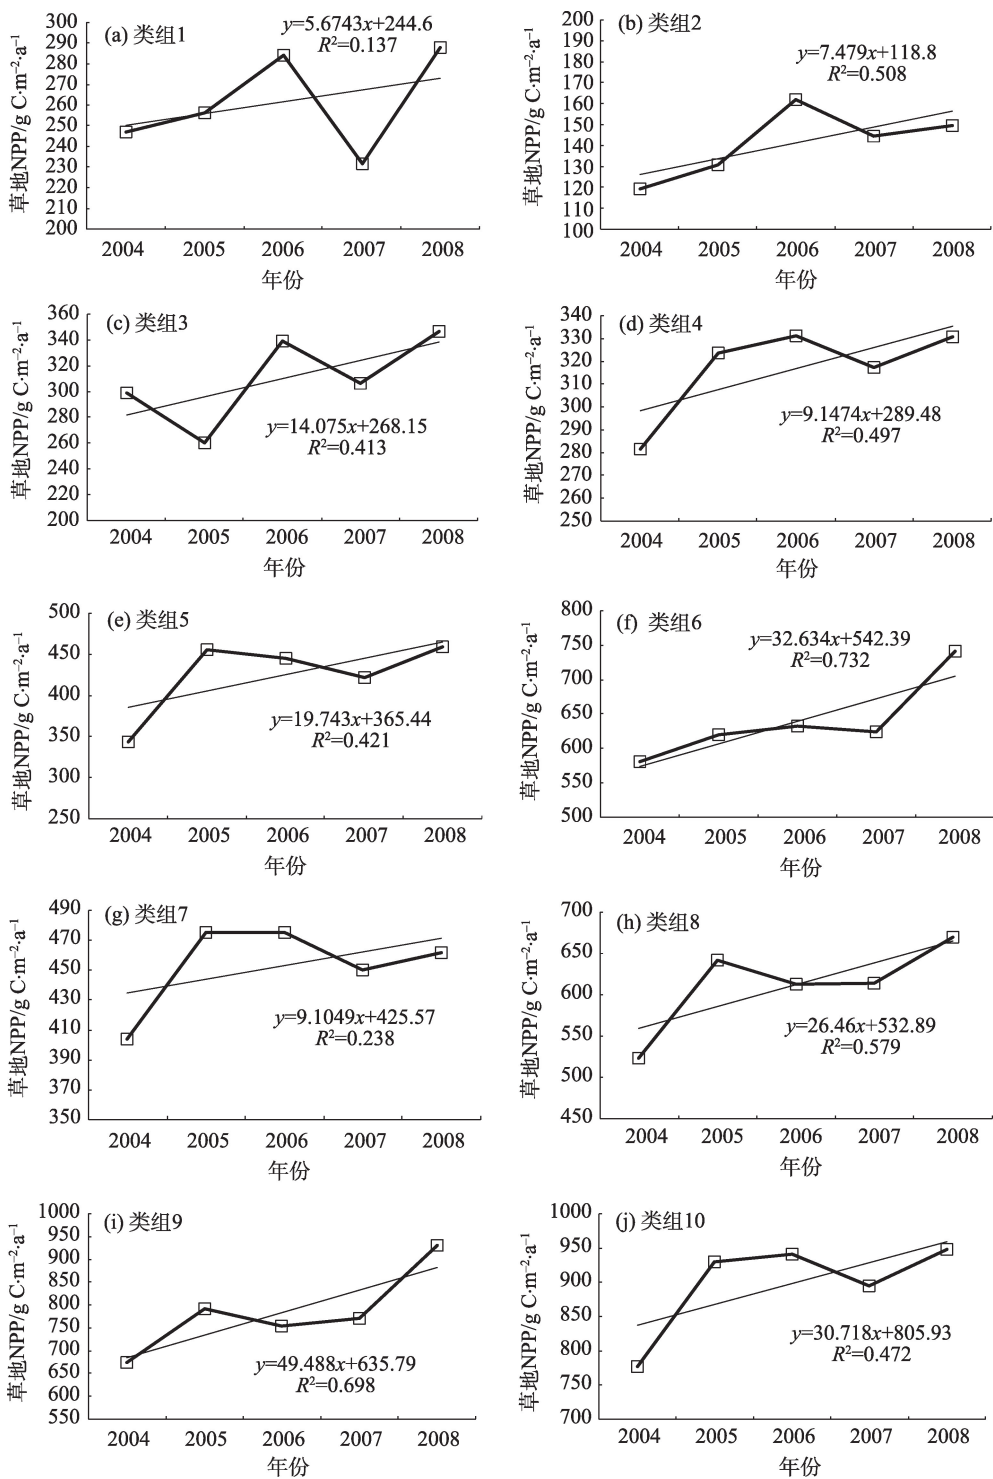 (a) 类组1
y=5.6743x+244.6
R²=0.137
草地NPP/g C·m⁻²·a⁻¹
300
290
280
270
260
250
240
230
220
210
200
2004 2005 2006 2007 2008
年份
(b) 类组2
y=7.479x+118.8
R²=0.508
草地NPP/g C·m⁻²·a⁻¹
200
190
180
170
160
150
140
130
120
110
100
2004 2005 2006 2007 2008
年份
(c) 类组3
y=14.075x+268.15
R²=0.413
草地NPP/g C·m⁻²·a⁻¹
360
340
320
300
280
260
240
220
200
2004 2005 2006 2007 2008
年份
(d) 类组4
y=9.1474x+289.48
R²=0.497
草地NPP/g C·m⁻²·a⁻¹
340
330
320
310
300
290
280
270
260
250
2004 2005 2006 2007 2008
年份
(e) 类组5
y=19.743x+365.44
R²=0.421
草地NPP/g C·m⁻²·a⁻¹
500
450
400
350
300
250
2004 2005 2006 2007 2008
年份
(f) 类组6
y=32.634x+542.39
R²=0.732
草地NPP/g C·m⁻²·a⁻¹
800
750
700
650
600
550
500
2004 2005 2006 2007 2008
年份
(g) 类组7
y=9.1049x+425.57
R²=0.238
草地NPP/g C·m⁻²·a⁻¹
490
470
450
430
410
390
370
350
2004 2005 2006 2007 2008
年份
(h) 类组8
y=26.46x+532.89
R²=0.579
草地NPP/g C·m⁻²·a⁻¹
700
650
600
550
500
450
2004 2005 2006 2007 2008
年份
(i) 类组9
y=49.488x+635.79
R²=0.698
草地NPP/g C·m⁻²·a⁻¹
1000
950
900
850
800
750
700
650
600
550
2004 2005 2006 2007 2008
年份
(j) 类组10
y=30.718x+805.93
R²=0.472
草地NPP/g C·m⁻²·a⁻¹
1000
950
900
850
800
750
700
2004 2005 2006 2007 2008
年份